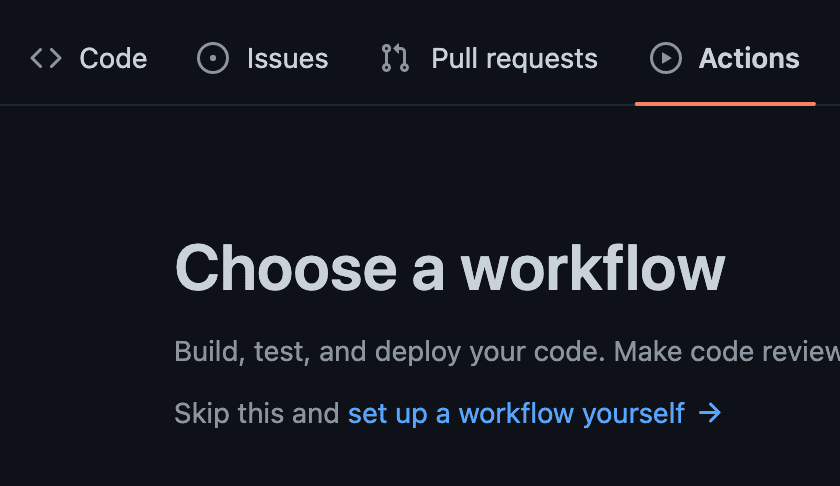 Code Issues Pull requests Actions
Choose a workflow
Build, test, and deploy your code. Make code review
Skip this and set up a workflow yourself →